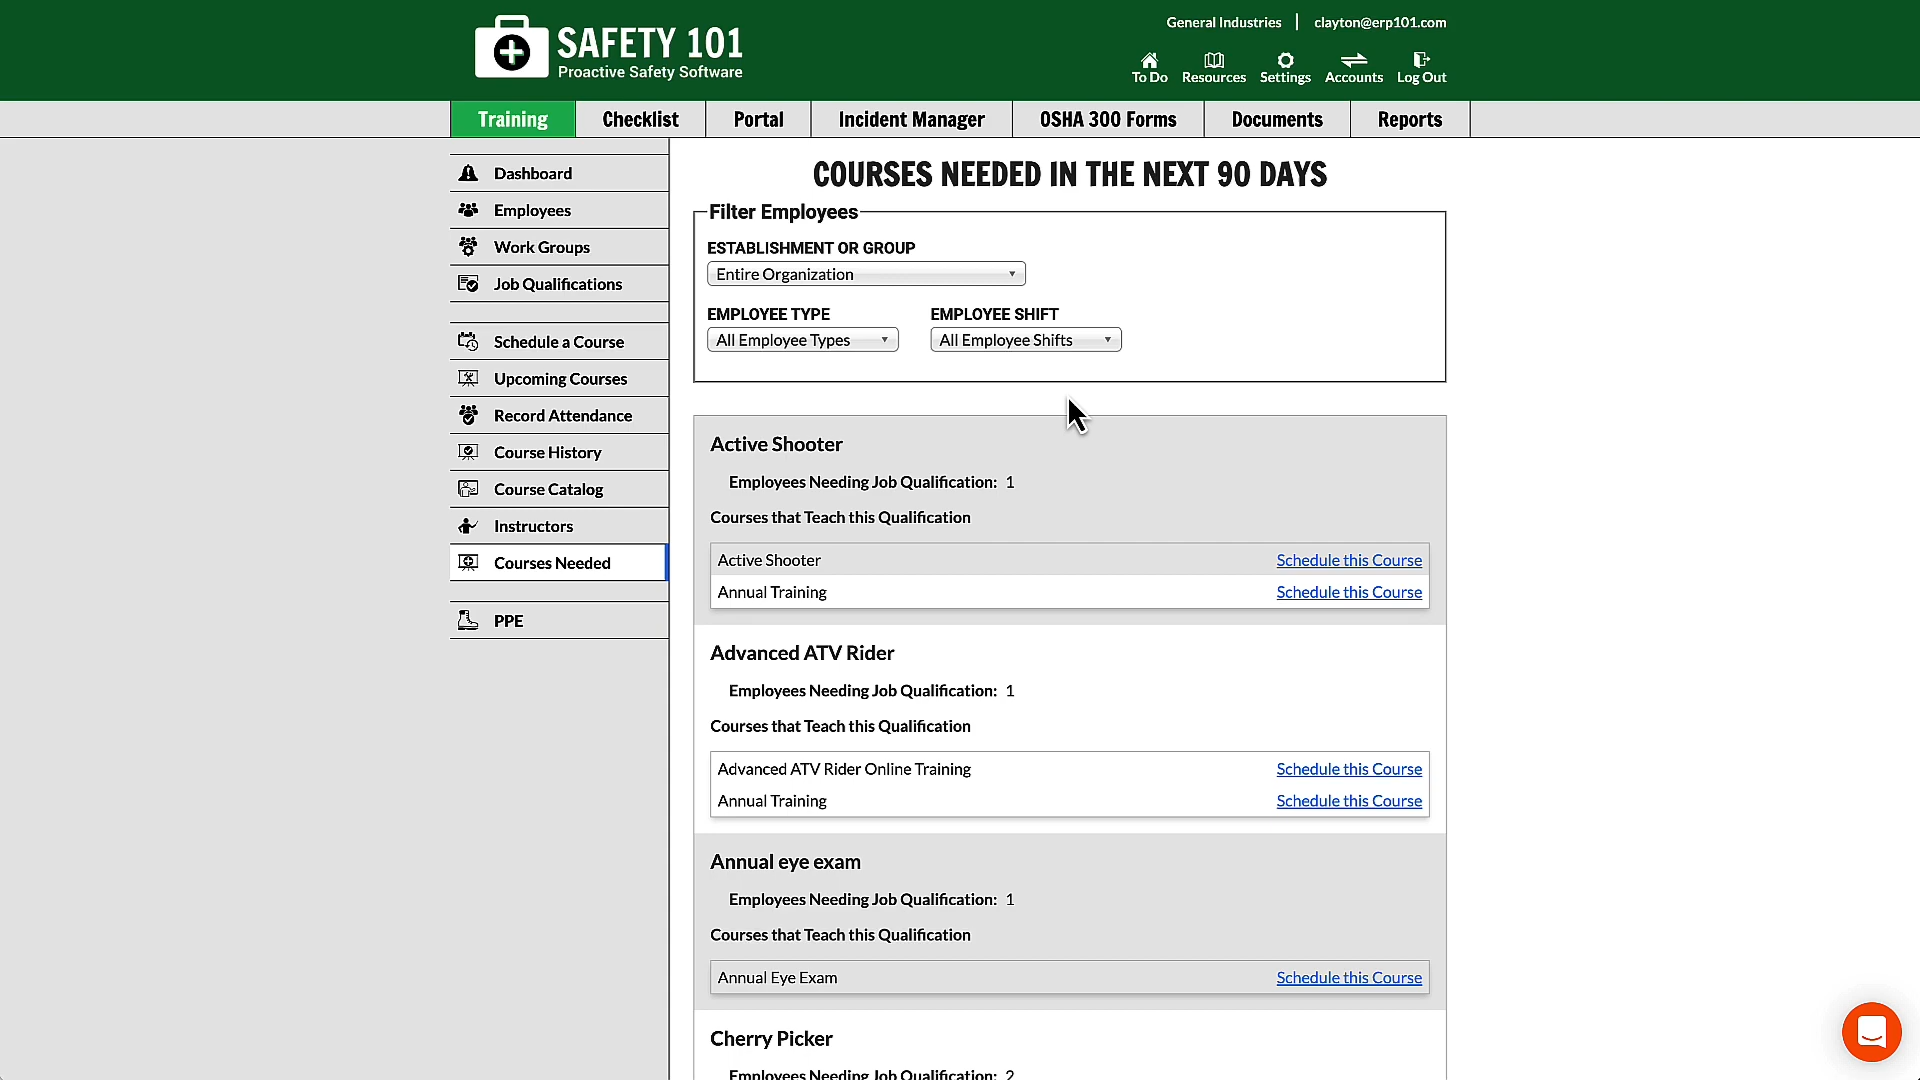 General Industries | clayton@erp101.com
SAFETY 101
Proactive Safety Software
To Do Resources Settings Accounts Log Out
Training Checklist Portal Incident Manager OSHA 300 Forms Documents Reports
Dashboard
Employees
Work Groups
Job Qualifications
Schedule a Course
Upcoming Courses
Record Attendance
Course History
Course Catalog
Instructors
Courses Needed
PPE
COURSES NEEDED IN THE NEXT 90 DAYS
Filter Employees
ESTABLISHMENT OR GROUP
Entire Organization
EMPLOYEE TYPE EMPLOYEE SHIFT
All Employee Types All Employee Shifts
Active Shooter
Employees Needing Job Qualification: 1
Courses that Teach this Qualification
Active Shooter Schedule this Course
Annual Training Schedule this Course
Advanced ATV Rider
Employees Needing Job Qualification: 1
Courses that Teach this Qualification
Advanced ATV Rider Online Training Schedule this Course
Annual Training Schedule this Course
Annual eye exam
Employees Needing Job Qualification: 1
Courses that Teach this Qualification
Annual Eye Exam Schedule this Course
Cherry Picker
Employees Needing Job Qualification: 2